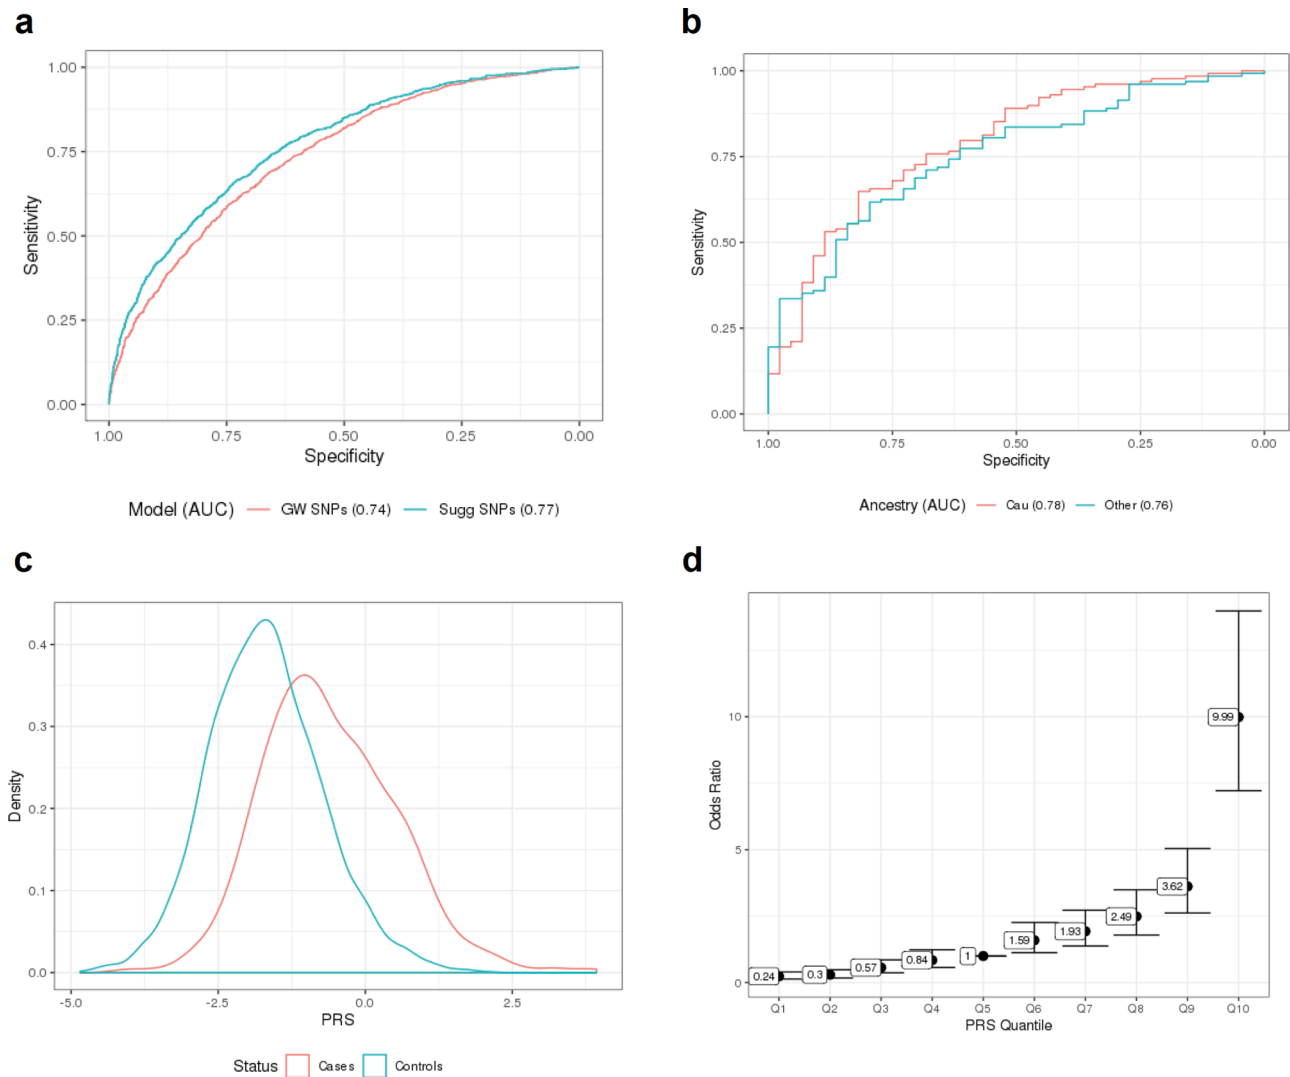 a
1.00
0.75
0.50
0.25
0.00
Sensitivity
1.00 0.75 0.50 0.25 0.00
Specificity
Model (AUC) GW SNPs (0.74) Sugg SNPs (0.77)
b
1.00
0.75
0.50
0.25
0.00
Sensitivity
1.00 0.75 0.50 0.25 0.00
Specificity
Ancestry (AUC) Cau (0.78) Other (0.76)
c
0.4
0.3
0.2
0.1
0.0
Density
-5.0 -2.5 0.0 2.5
PRS
Status Cases Controls
d
10
5
0
Odds Ratio
0.24 0.3 0.57 0.84 1 1.59 1.93 2.49 3.62 9.99
Q1 Q2 Q3 Q4 Q5 Q6 Q7 Q8 Q9 Q10
PRS Quantile